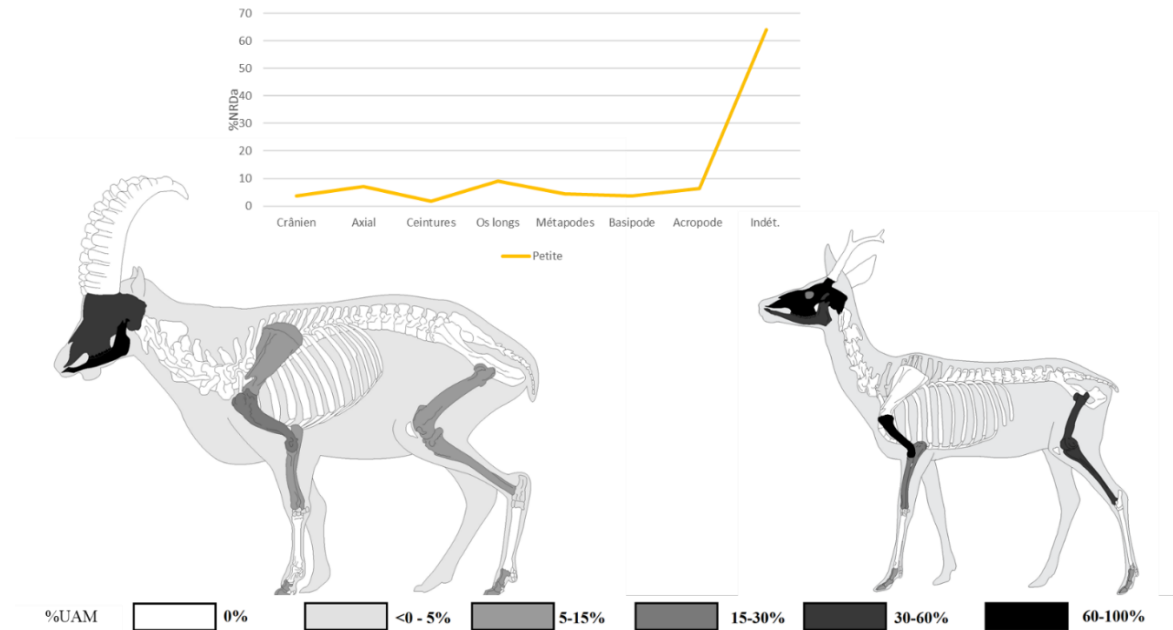 70
60
50
40
30
20
10
0
%NRDa
Crânien Axial Ceintures Os longs Métapodes Basipode Acropode Indét.
Petite
%UAM 0% <0 - 5% 5-15% 15-30% 30-60% 60-100%